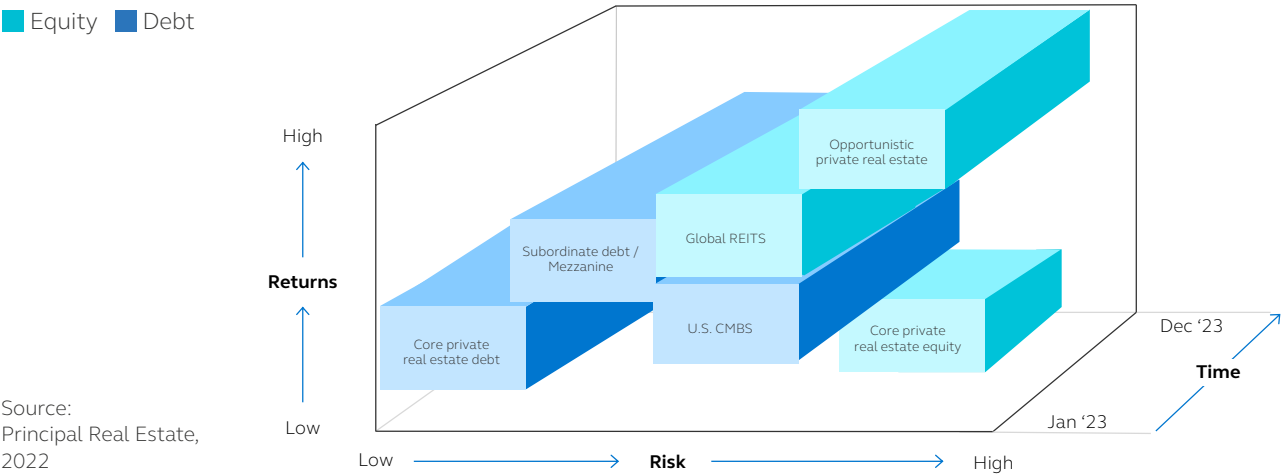 Equity
Debt
High
Returns
Low
Opportunistic
private real estate
Global REITS
Subordinate debt /
Mezzanine
U.S. CMBS
Core private
real estate debt
Core private
real estate equity
Dec ‘23
Time
Jan ‘23
Low
Risk
High
Source:
Principal Real Estate,
2022